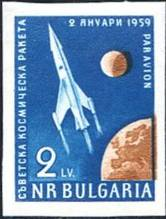 2 ЯНУАРИ 1959
СЪВЕТСКА КОСМИЧЕСКА РАКЕТА
PAR AVION
2 LV.
NR BULGARIA